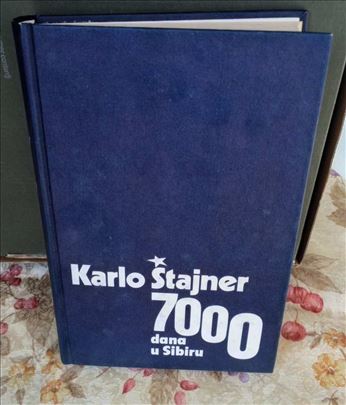 Karlo Štajner
7000
dana
u Sibiru